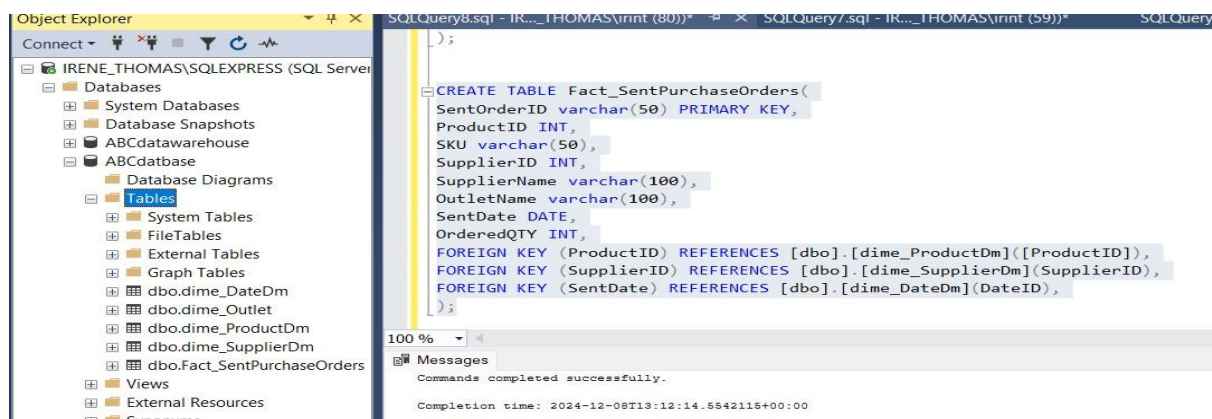 Object Explorer
Connect
IRENE_THOMAS\SQLEXPRESS (SQL Server
Databases
System Databases
Database Snapshots
ABCdatawarehouse
ABCdatbase
Database Diagrams
Tables
System Tables
FileTables
External Tables
Graph Tables
dbo.dime_DateDm
dbo.dime_Outlet
dbo.dime_ProductDm
dbo.dime_SupplierDm
dbo.Fact_SentPurchaseOrders
Views
External Resources
SQLQuery8.sql - IR..._THOMAS\irint (80))* SQLQuery7.sql - IR..._THOMAS\irint (59))* SQLQuery
);
CREATE TABLE Fact_SentPurchaseOrders(
SentOrderID varchar(50) PRIMARY KEY,
ProductID INT,
SKU varchar(50),
SupplierID INT,
SupplierName varchar(100),
OutletName varchar(100),
SentDate DATE,
OrderedQTY INT,
FOREIGN KEY (ProductID) REFERENCES [dbo].[dime_ProductDm]([ProductID]),
FOREIGN KEY (SupplierID) REFERENCES [dbo].[dime_SupplierDm](SupplierID),
FOREIGN KEY (SentDate) REFERENCES [dbo].[dime_DateDm](DateID),
);
100 %
Messages
Commands completed successfully.
Completion time: 2024-12-08T13:12:14.5542115+00:00